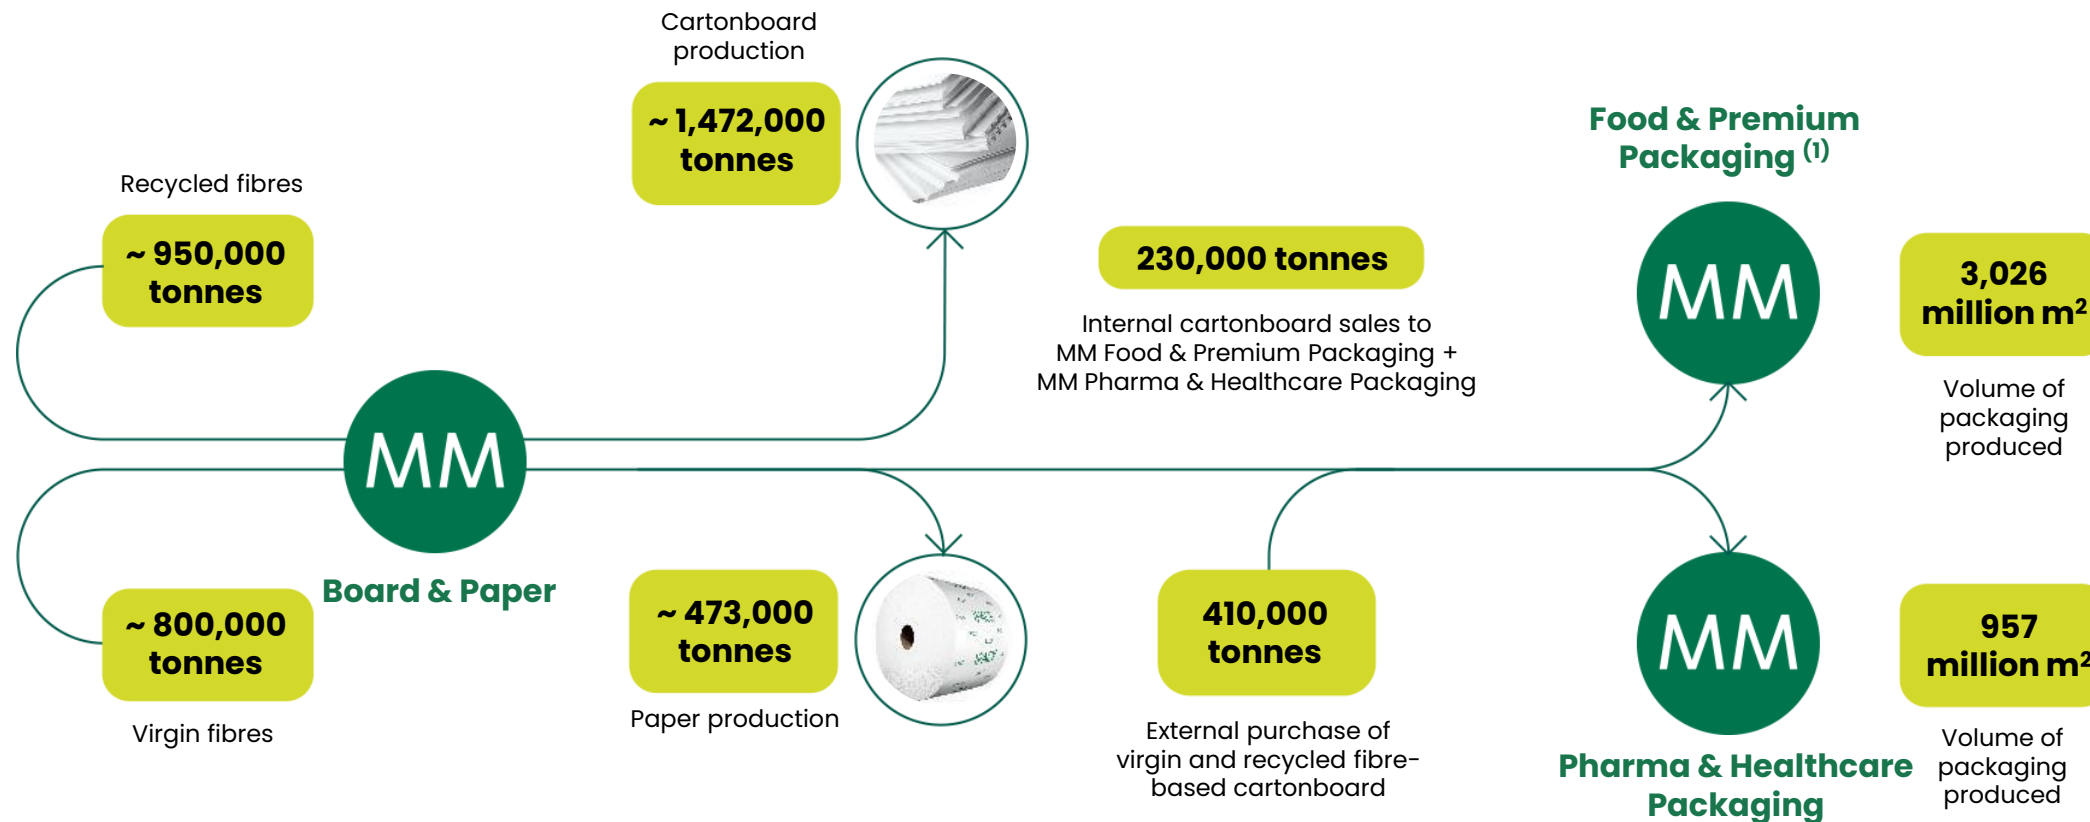 Cartonboard
production
~ 1,472,000
tonnes
Recycled fibres
~ 950,000
tonnes
MM
Board & Paper
~ 800,000
tonnes
Virgin fibres
~ 473,000
tonnes
Paper production
230,000 tonnes
Internal cartonboard sales to
MM Food & Premium Packaging +
MM Pharma & Healthcare Packaging
410,000
tonnes
External purchase of
virgin and recycled fibre-
based cartonboard
Food & Premium
Packaging (1)
MM
3,026
million m²
Volume of
packaging
produced
MM
Pharma & Healthcare
Packaging
957
million m²
Volume of
packaging
produced